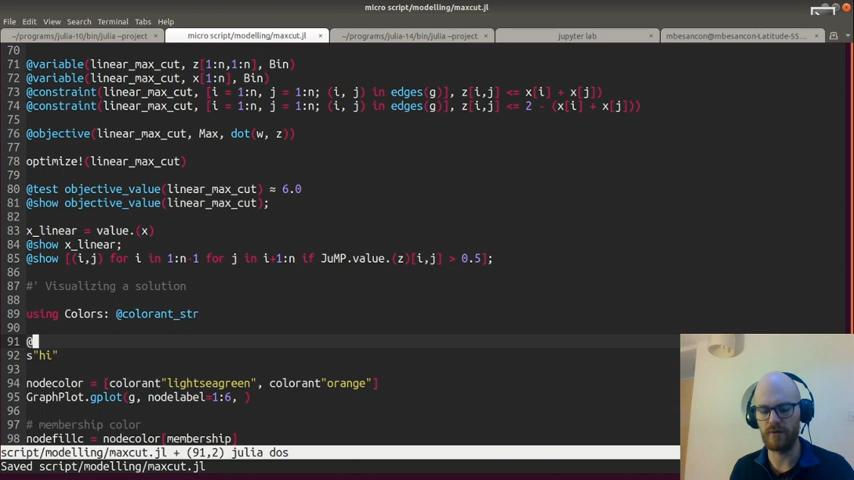 micro script/modelling/maxcut.jl
File Edit View Search Terminal Tabs Help
~/programs/julia-10/bin/julia --project × micro script/modelling/maxcut.jl × ~/programs/julia-14/bin/julia --project × jupyter lab × mbesancon@mbesancon-Latitude-55... ×
70
71 @variable(linear_max_cut, z[1:n,1:n], Bin)
72 @variable(linear_max_cut, x[1:n], Bin)
73 @constraint(linear_max_cut, [i = 1:n, j = 1:n; (i, j) in edges(g)], z[i,j] <= x[i] + x[j])
74 @constraint(linear_max_cut, [i = 1:n, j = 1:n; (i, j) in edges(g)], z[i,j] <= 2 - (x[i] + x[j]))
75
76 @objective(linear_max_cut, Max, dot(w, z))
77
78 optimize!(linear_max_cut)
79
80 @test objective_value(linear_max_cut) ≈ 6.0
81 @show objective_value(linear_max_cut);
82
83 x_linear = value.(x)
84 @show x_linear;
85 @show [(i,j) for i in 1:n-1 for j in i+1:n if JuMP.value.(z)[i,j] > 0.5];
86
87 #' Visualizing a solution
88
89 using Colors: @colorant_str
90
91 @
92 s"hi"
93
94 nodecolor = [colorant"lightseagreen", colorant"orange"]
95 GraphPlot.gplot(g, nodelabel=1:6, )
96
97 # membership color
98 nodefillc = nodecolor[membership]
script/modelling/maxcut.jl + (91,2) julia dos
Saved script/modelling/maxcut.jl